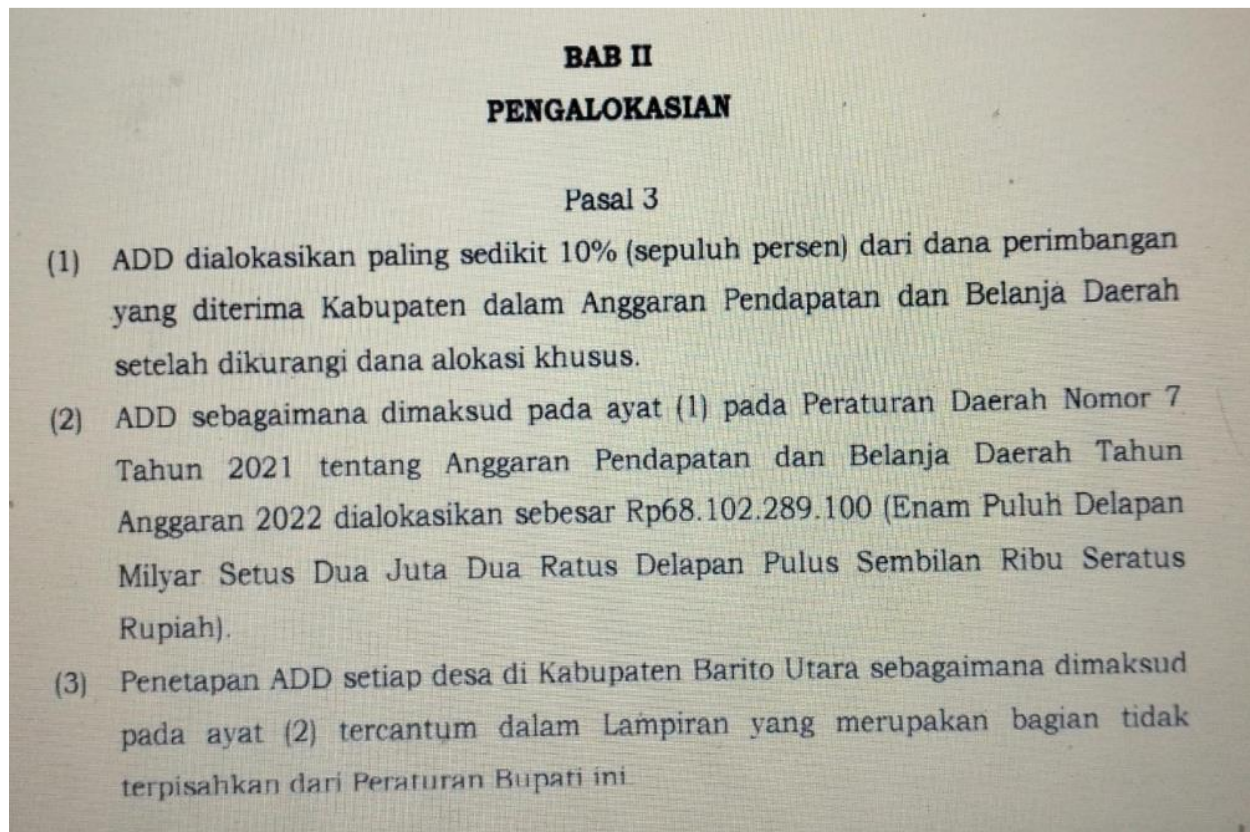 BAB II
PENGALOKASIAN
Pasal 3
(1) ADD dialokasikan paling sedikit 10% (sepuluh persen) dari dana perimbangan
yang diterima Kabupaten dalam Anggaran Pendapatan dan Belanja Daerah
setelah dikurangi dana alokasi khusus.
(2) ADD sebagaimana dimaksud pada ayat (1) pada Peraturan Daerah Nomor 7
Tahun 2021 tentang Anggaran Pendapatan dan Belanja Daerah Tahun
Anggaran 2022 dialokasikan sebesar Rp68.102.289.100 (Enam Puluh Delapan
Milyar Setus Dua Juta Dua Ratus Delapan Pulus Sembilan Ribu Seratus
Rupiah).
(3) Penetapan ADD setiap desa di Kabupaten Barito Utara sebagaimana dimaksud
pada ayat (2) tercantum dalam Lampiran yang merupakan bagian tidak
terpisahkan dari Peraturan Bupati ini